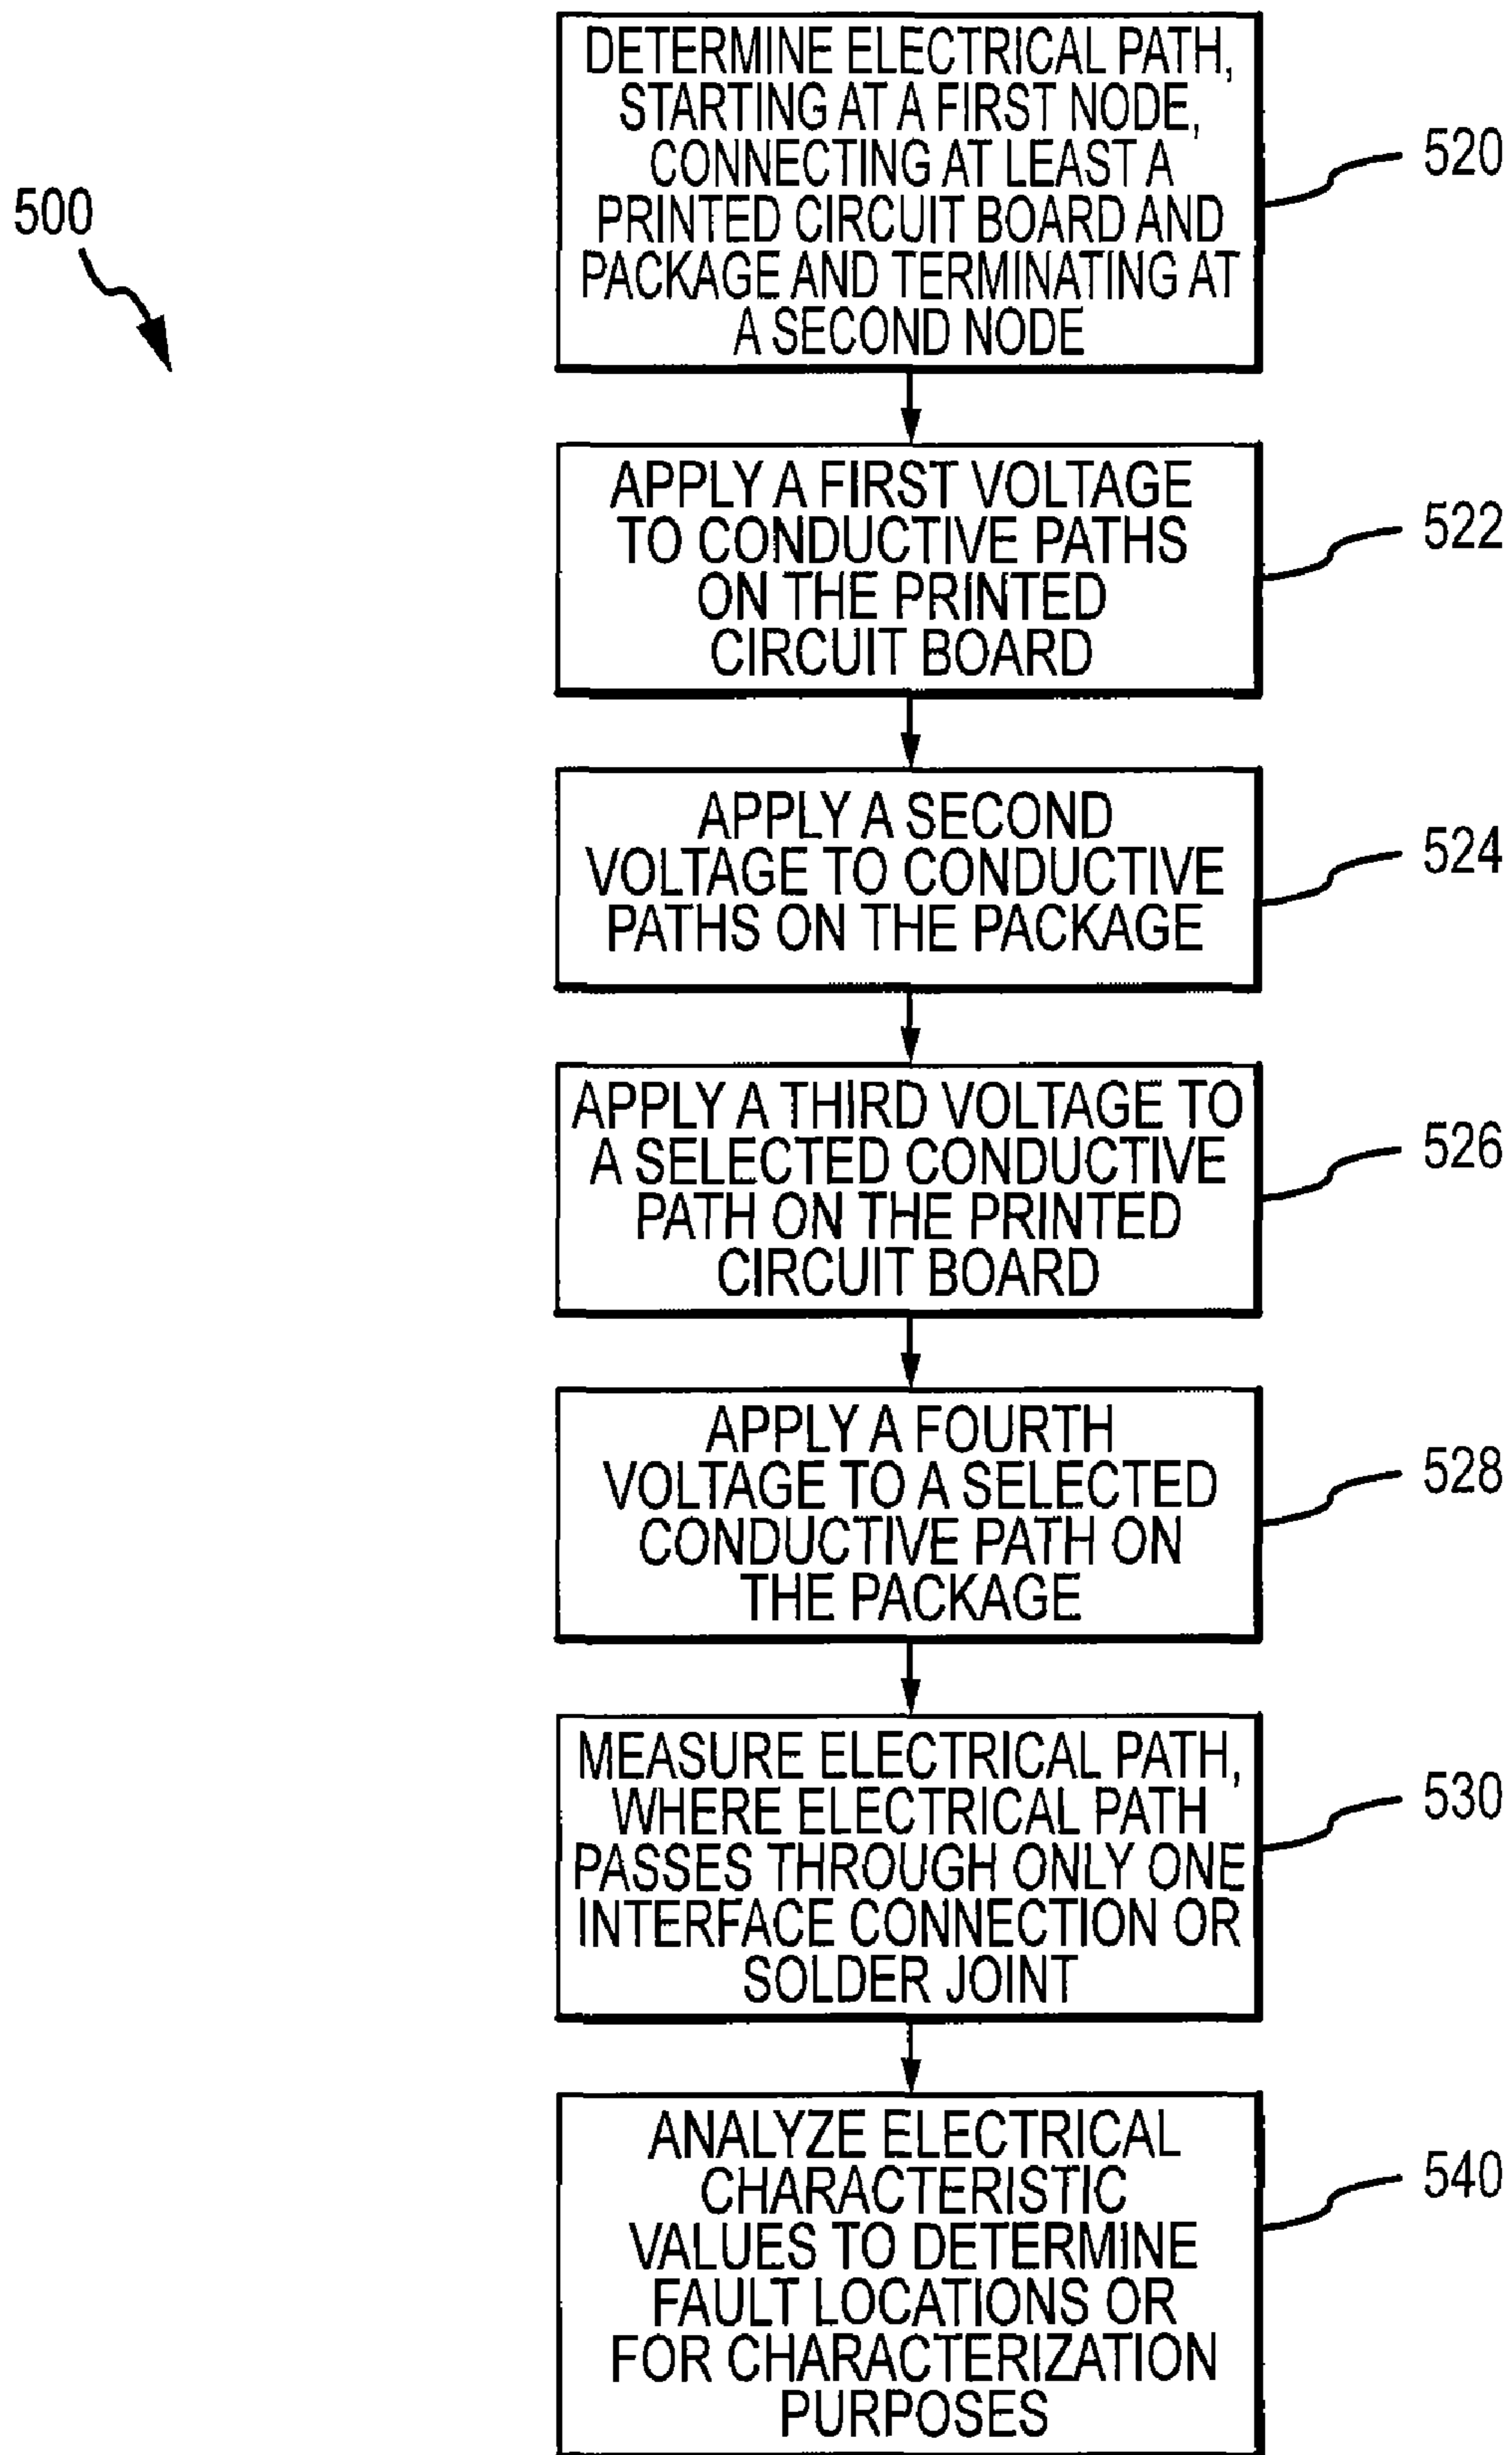 500
DETERMINE ELECTRICAL PATH,
STARTING AT A FIRST NODE,
CONNECTING AT LEAST A
PRINTED CIRCUIT BOARD AND
PACKAGE AND TERMINATING AT
A SECOND NODE
520
APPLY A FIRST VOLTAGE
TO CONDUCTIVE PATHS
ON THE PRINTED
CIRCUIT BOARD
522
APPLY A SECOND
VOLTAGE TO CONDUCTIVE
PATHS ON THE PACKAGE
524
APPLY A THIRD VOLTAGE TO
A SELECTED CONDUCTIVE
PATH ON THE PRINTED
CIRCUIT BOARD
526
APPLY A FOURTH
VOLTAGE TO A SELECTED
CONDUCTIVE PATH ON
THE PACKAGE
528
MEASURE ELECTRICAL PATH,
WHERE ELECTRICAL PATH
PASSES THROUGH ONLY ONE
INTERFACE CONNECTION OR
SOLDER JOINT
530
ANALYZE ELECTRICAL
CHARACTERISTIC
VALUES TO DETERMINE
FAULT LOCATIONS OR
FOR CHARACTERIZATION
PURPOSES
540